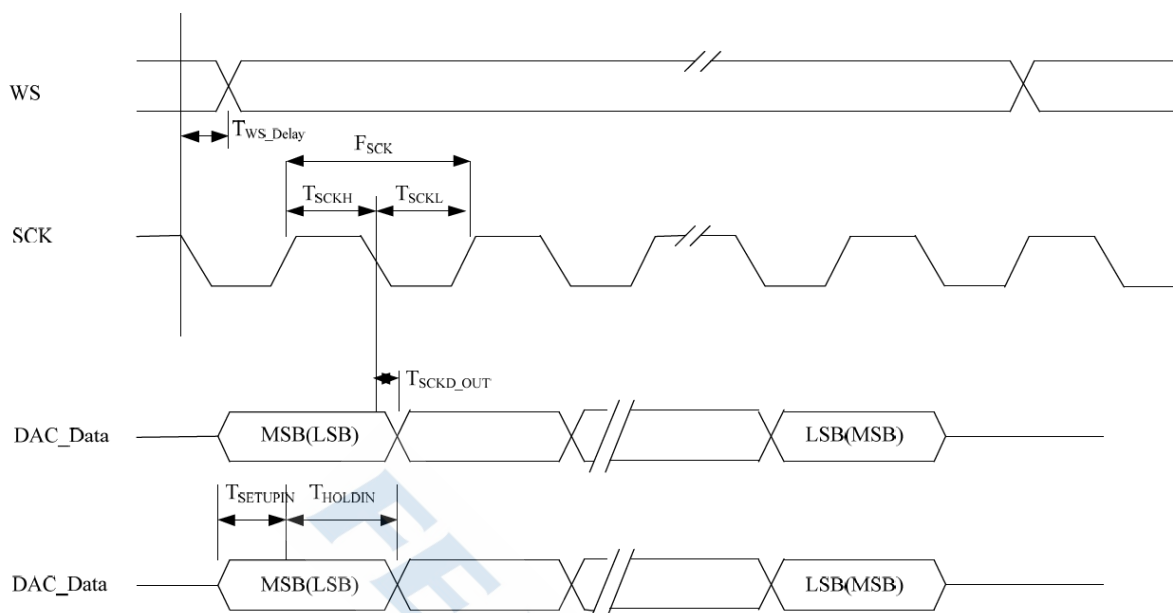 WS
T_WS_Delay
F_SCK
T_SCKH T_SCKL
SCK
T_SCKD_OUT
DAC_Data MSB(LSB) LSB(MSB)
T_SETUPIN T_HOLDIN
DAC_Data MSB(LSB) LSB(MSB)
FE